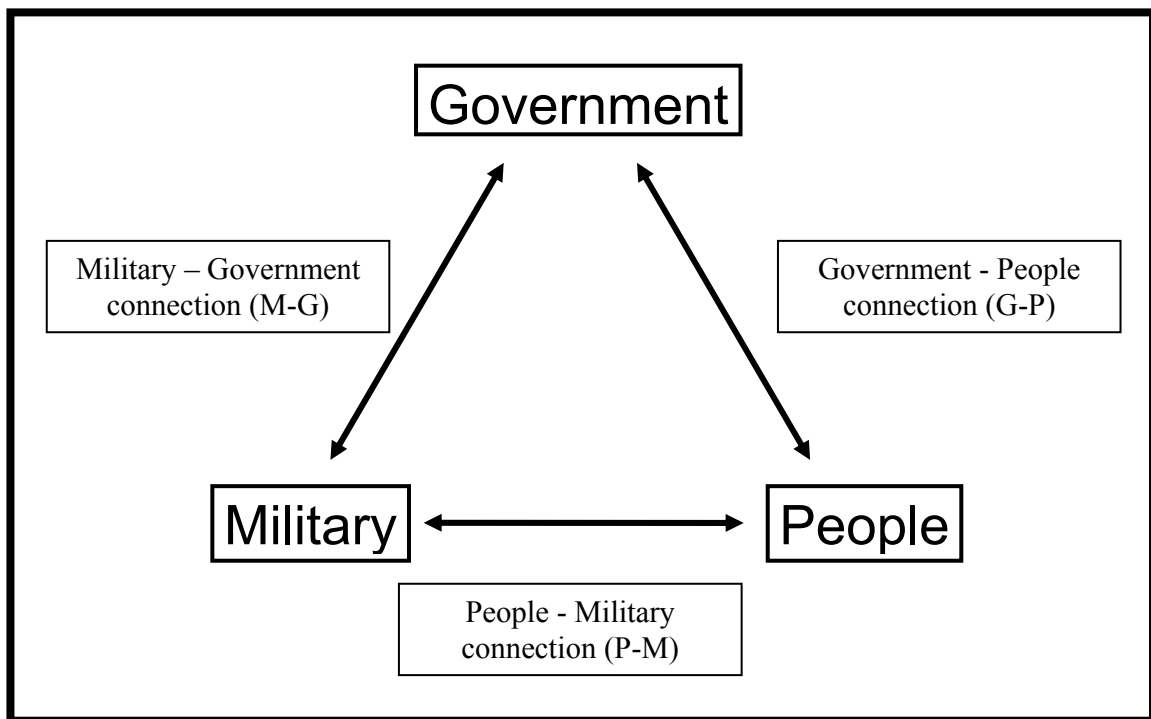 Government
Military – Government
connection (M-G)
Government - People
connection (G-P)
Military
People
People - Military
connection (P-M)